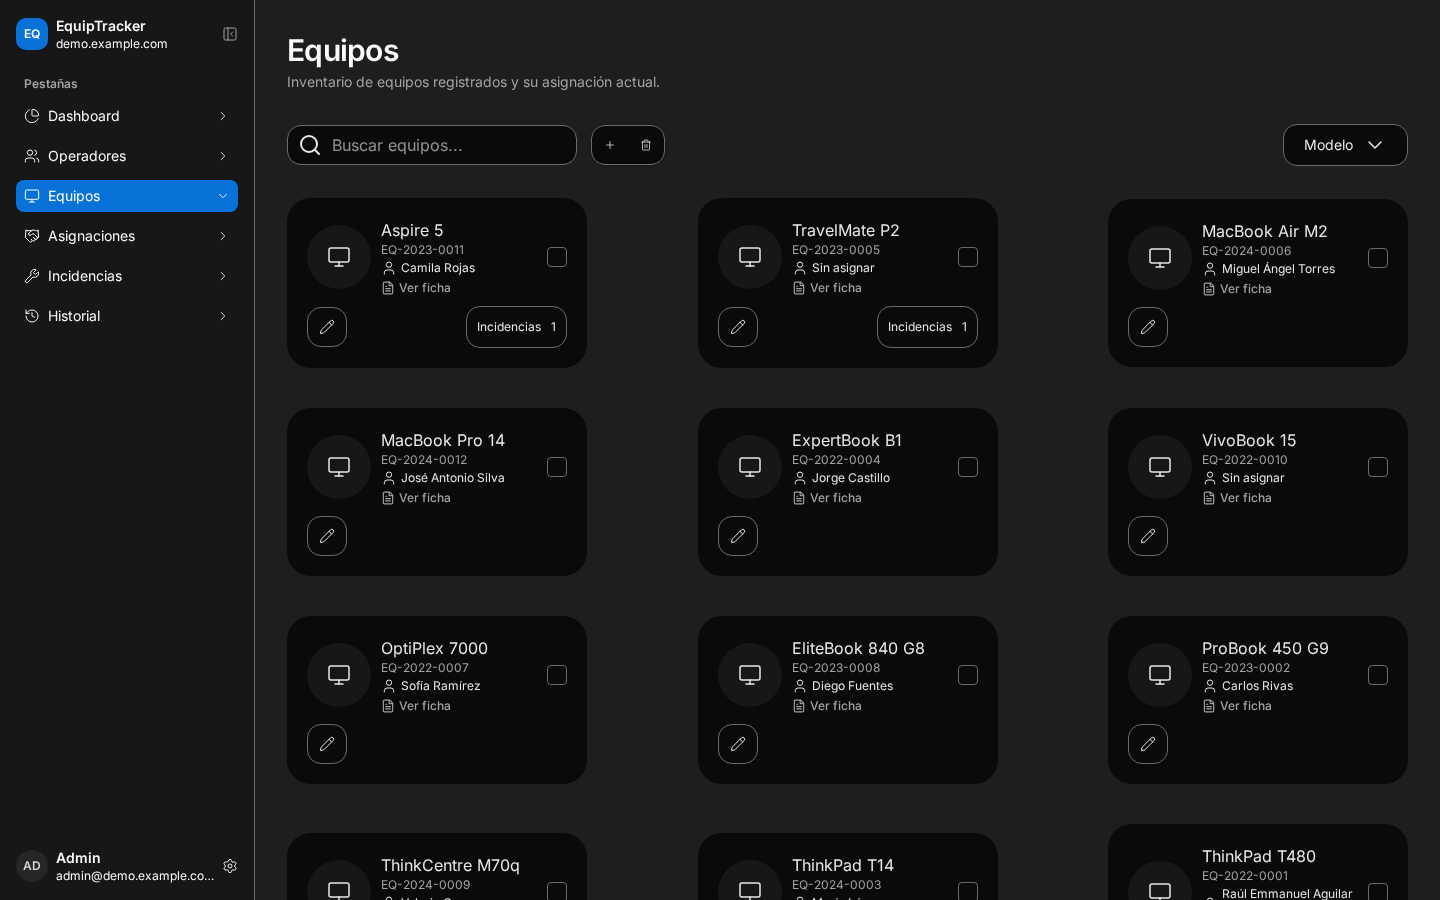 EQ
EquipTracker
demo.example.com
Pestañas
Dashboard
Operadores
Equipos
Asignaciones
Incidencias
Historial
AD
Admin
admin@demo.example.co...
Equipos
Inventario de equipos registrados y su asignación actual.
Buscar equipos...
Modelo
Aspire 5
EQ-2023-0011
Camila Rojas
Ver ficha
Incidencias 1
TravelMate P2
EQ-2023-0005
Sin asignar
Ver ficha
Incidencias 1
MacBook Air M2
EQ-2024-0006
Miguel Ángel Torres
Ver ficha
MacBook Pro 14
EQ-2024-0012
José Antonio Silva
Ver ficha
ExpertBook B1
EQ-2022-0004
Jorge Castillo
Ver ficha
VivoBook 15
EQ-2022-0010
Sin asignar
Ver ficha
OptiPlex 7000
EQ-2022-0007
Sofía Ramírez
Ver ficha
EliteBook 840 G8
EQ-2023-0008
Diego Fuentes
Ver ficha
ProBook 450 G9
EQ-2023-0002
Carlos Rivas
Ver ficha
ThinkCentre M70q
EQ-2024-0009
ThinkPad T14
EQ-2024-0003
ThinkPad T480
EQ-2022-0001
Raúl Emmanuel Aguilar